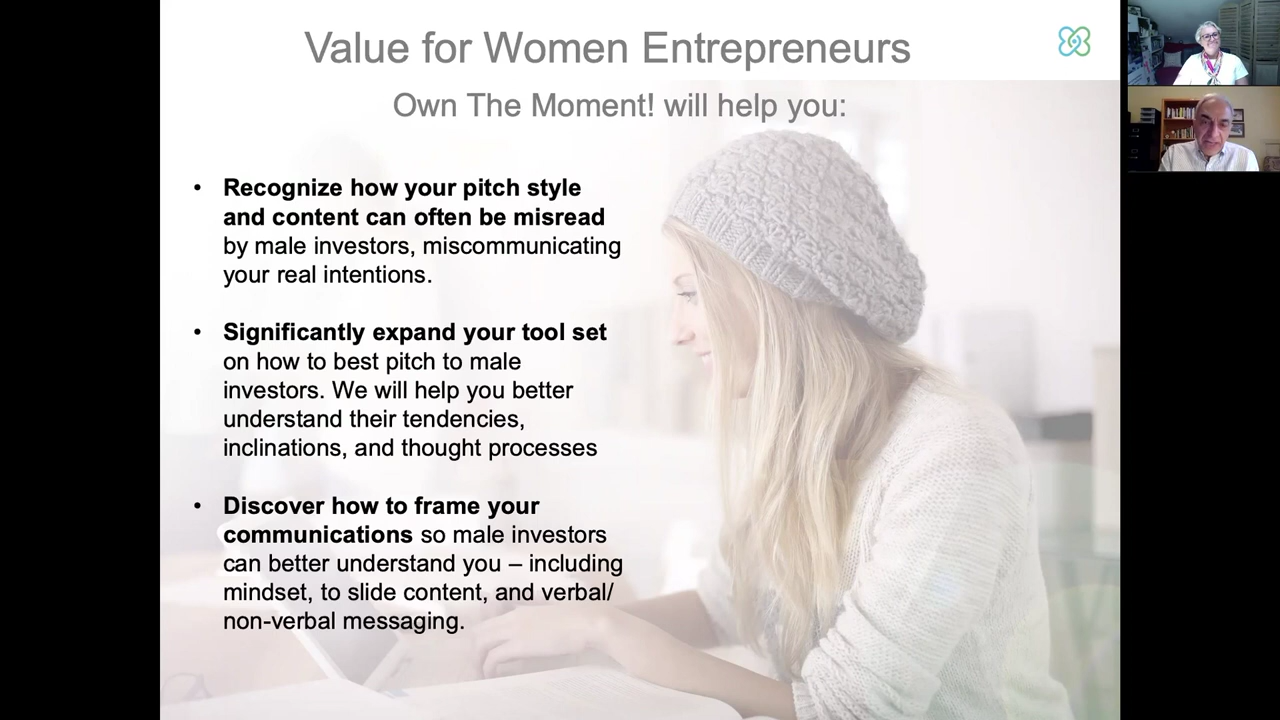 Value for Women Entrepreneurs
Own The Moment! will help you:
• Recognize how your pitch style
and content can often be misread
by male investors, miscommunicating
your real intentions.
• Significantly expand your tool set
on how to best pitch to male
investors. We will help you better
understand their tendencies,
inclinations, and thought processes
• Discover how to frame your
communications so male investors
can better understand you – including
mindset, to slide content, and verbal/
non-verbal messaging.